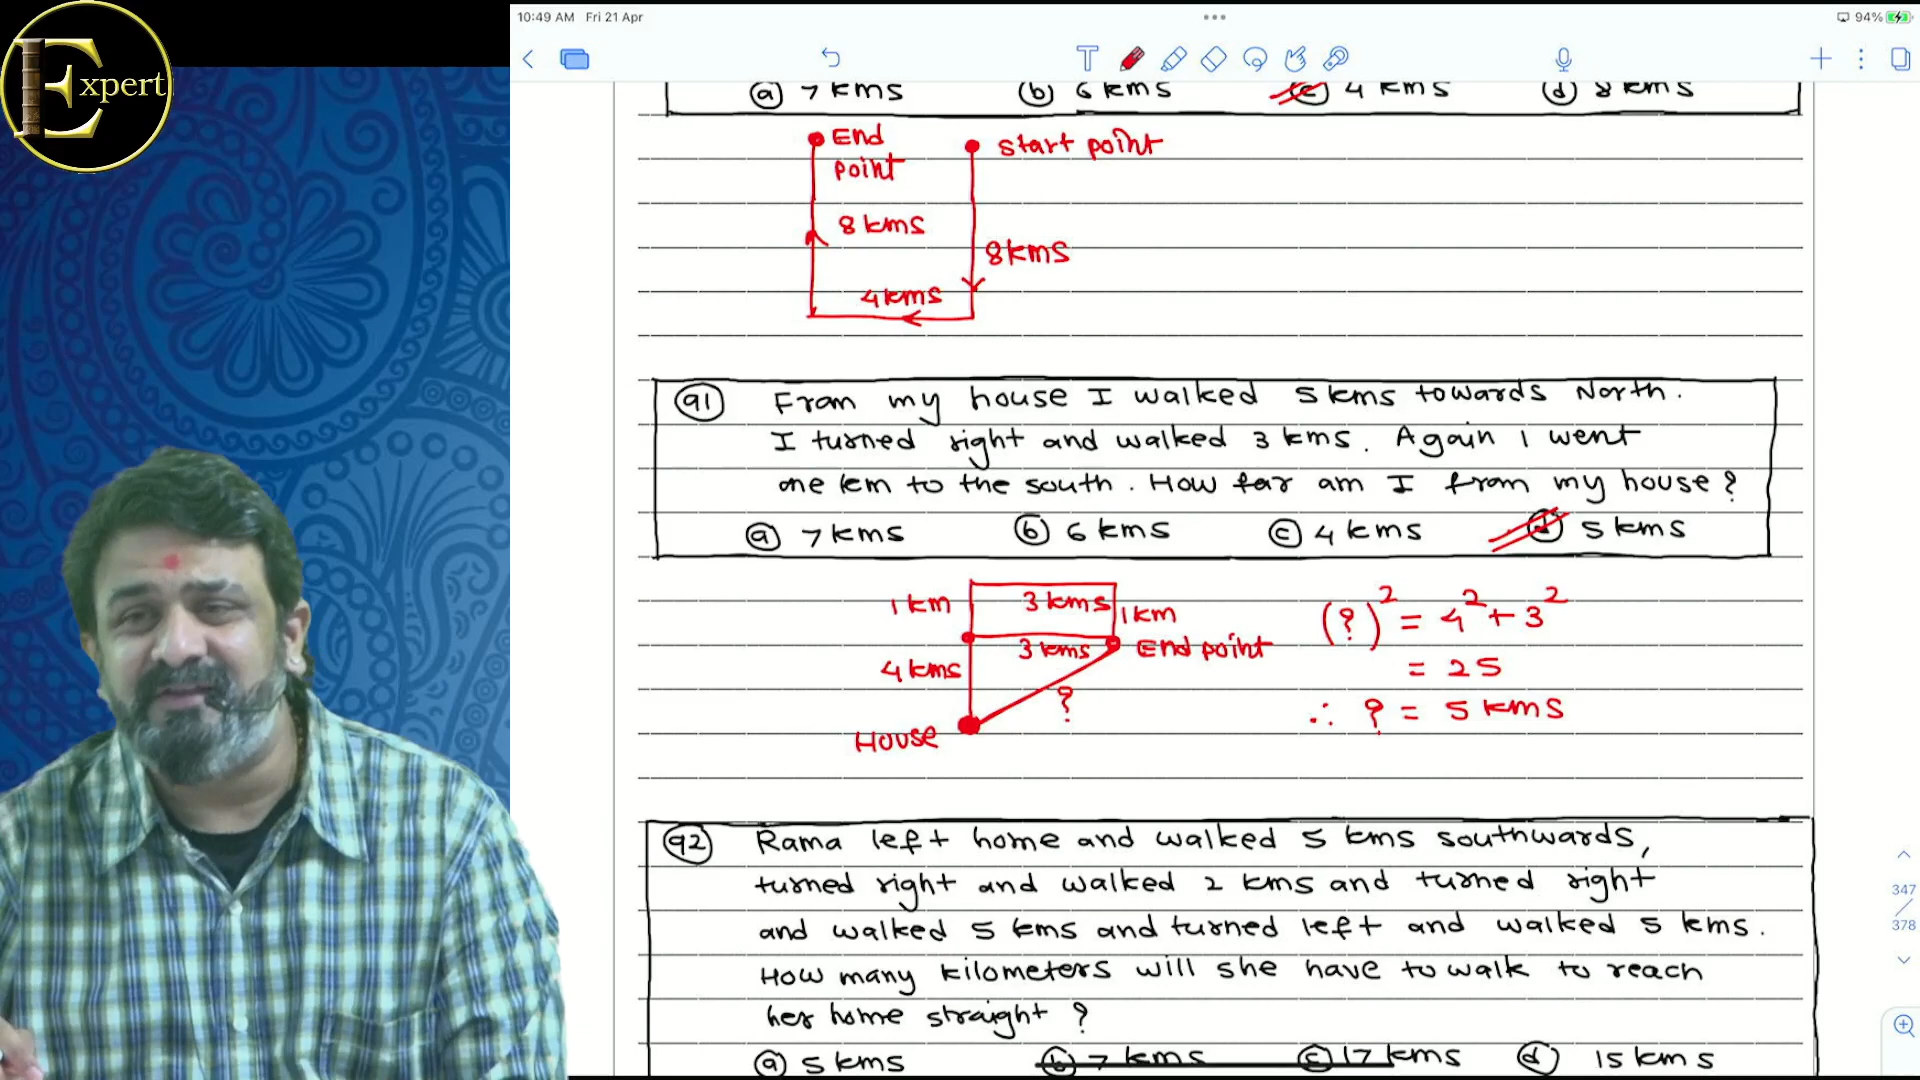 10:49 AM Fri 21 Apr
94%
Expert
(a) 7 kms (b) 6 kms (c) 4 kms (d) 8 kms
End point
Start point
8 kms
8 kms
4 kms
(91) From my house I walked 5 kms towards North.
I turned right and walked 3 kms. Again I went
one km to the south. How far am I from my house?
(a) 7 kms (b) 6 kms (c) 4 kms (d) 5 kms
1 km 3 kms 1 km
3 kms End point
4 kms
?
House
(?)² = 4² + 3²
= 25
∴ ? = 5 kms
(92) Rama left home and walked 5 kms southwards,
turned right and walked 2 kms and turned right
and walked 5 kms and turned left and walked 5 kms.
How many kilometers will she have to walk to reach
her home straight ?
(a) 5 kms (b) 7 kms (c) 17 kms (d) 15 kms
347
378